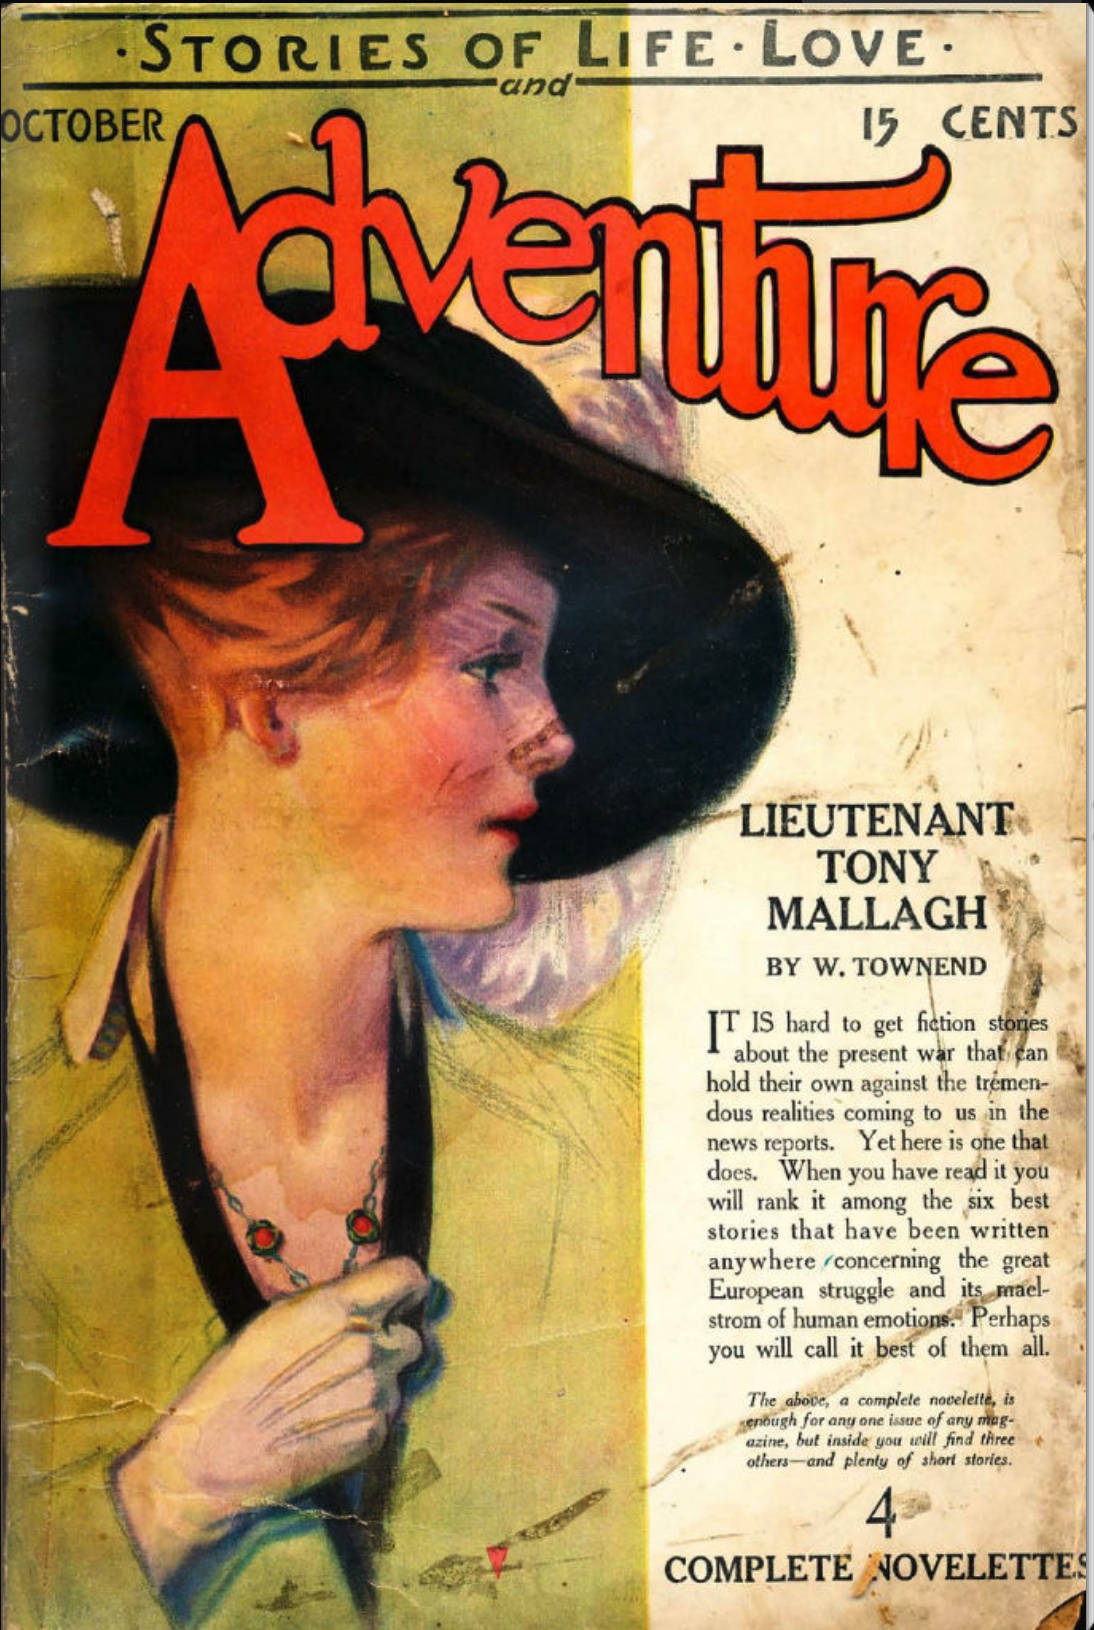 ·STORIES OF LIFE·LOVE·
and
OCTOBER
15 CENTS
Adventure
LIEUTENANT
TONY
MALLAGH
BY W. TOWNEND
IT IS hard to get fiction stories
about the present war that can
hold their own against the tremen-
dous realities coming to us in the
news reports. Yet here is one that
does. When you have read it you
will rank it among the six best
stories that have been written
anywhere concerning the great
European struggle and its mael-
strom of human emotions. Perhaps
you will call it best of them all.
The above, a complete novelette, is
enough for any one issue of any mag-
azine, but inside you will find three
others—and plenty of short stories.
4
COMPLETE NOVELETTES